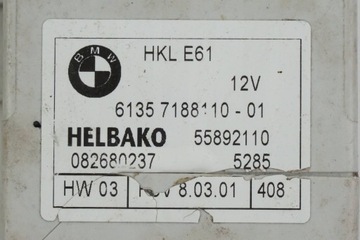 BMW
HKL E61
12V
6135 7188110 - 01
HELBAKO 55892110
082680237 5285
HW 03 8.03.01 408